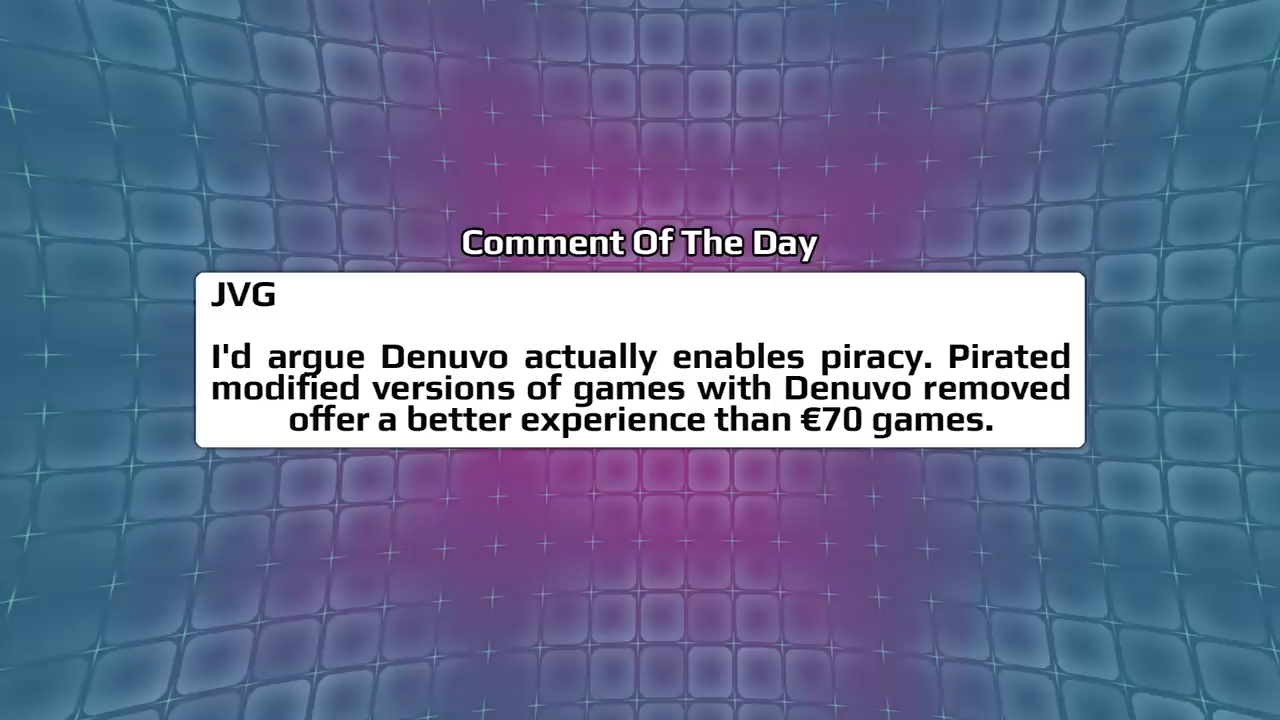 Comment Of The Day
JVG
I'd argue Denuvo actually enables piracy. Pirated
modified versions of games with Denuvo removed
offer a better experience than €70 games.